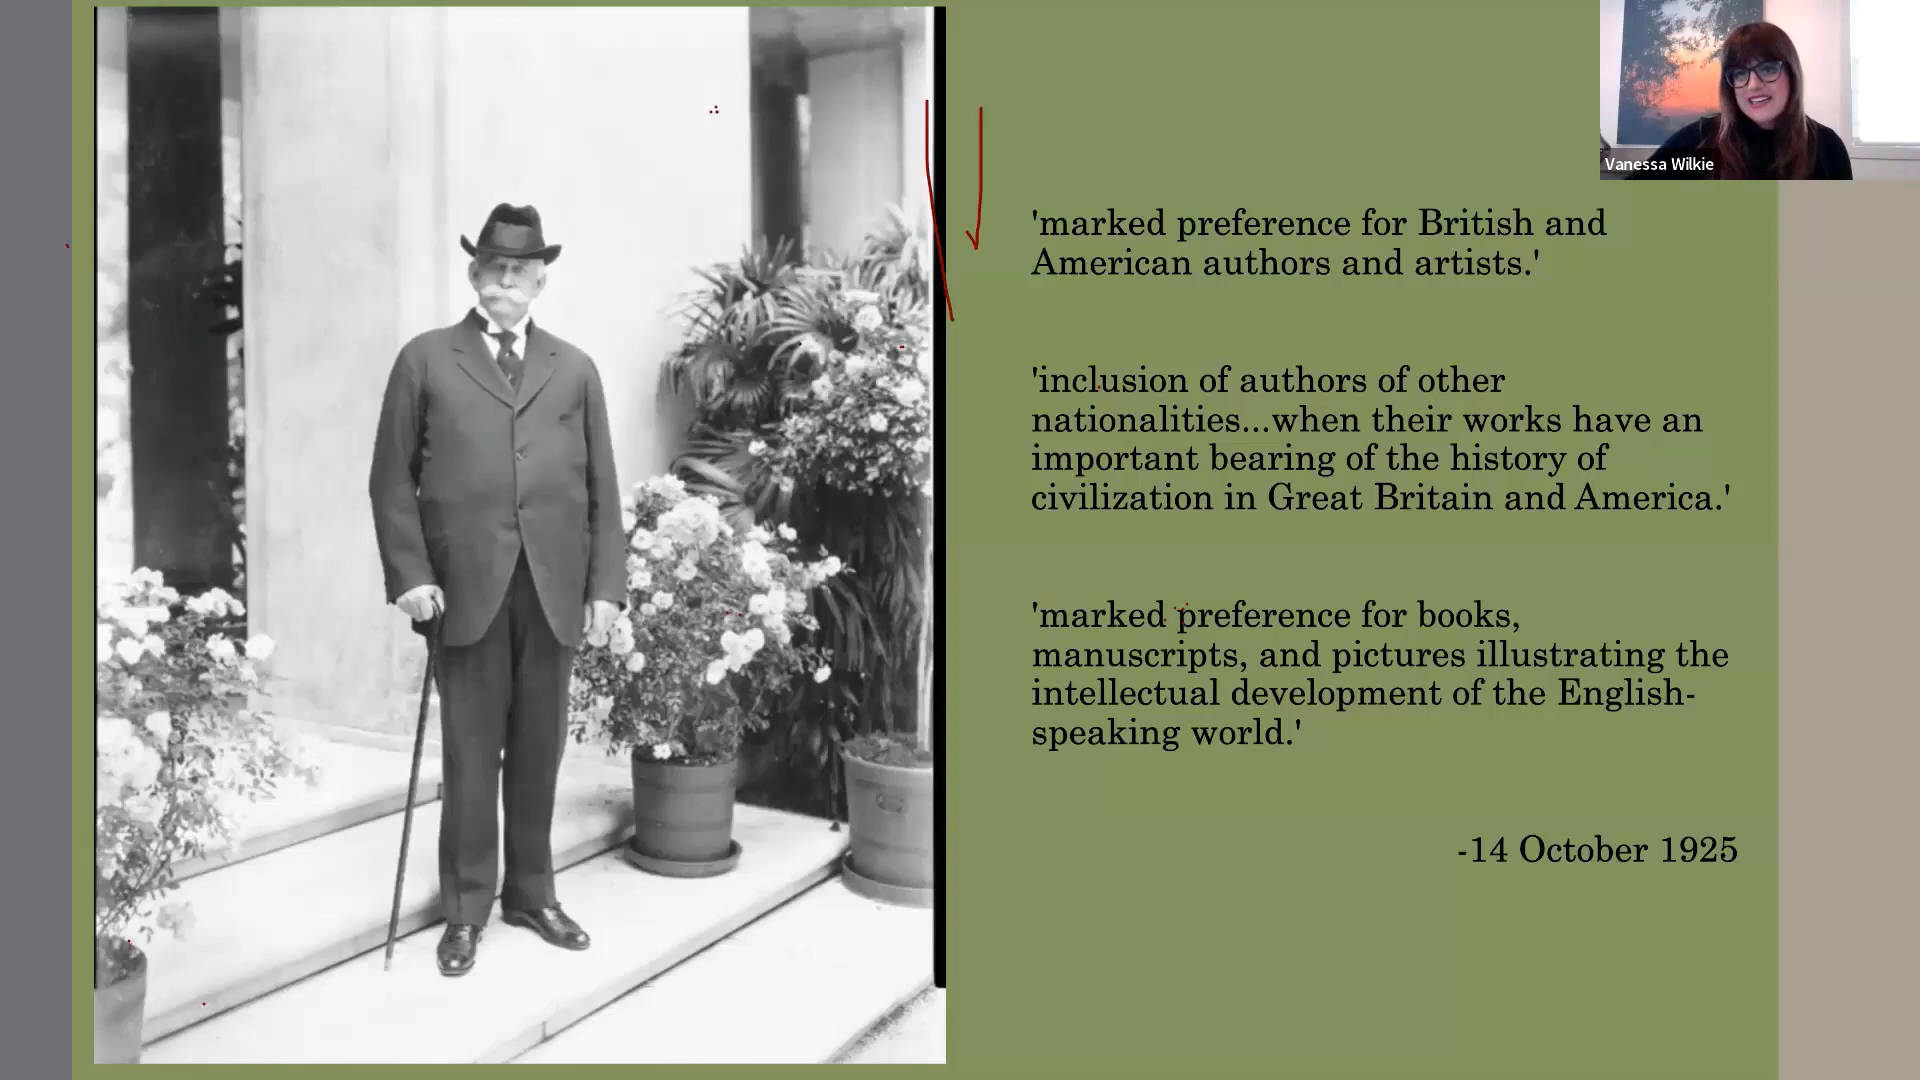 Vanessa Wilkie
'marked preference for British and
American authors and artists.'
'inclusion of authors of other
nationalities...when their works have an
important bearing of the history of
civilization in Great Britain and America.'
'marked preference for books,
manuscripts, and pictures illustrating the
intellectual development of the English-
speaking world.'
-14 October 1925